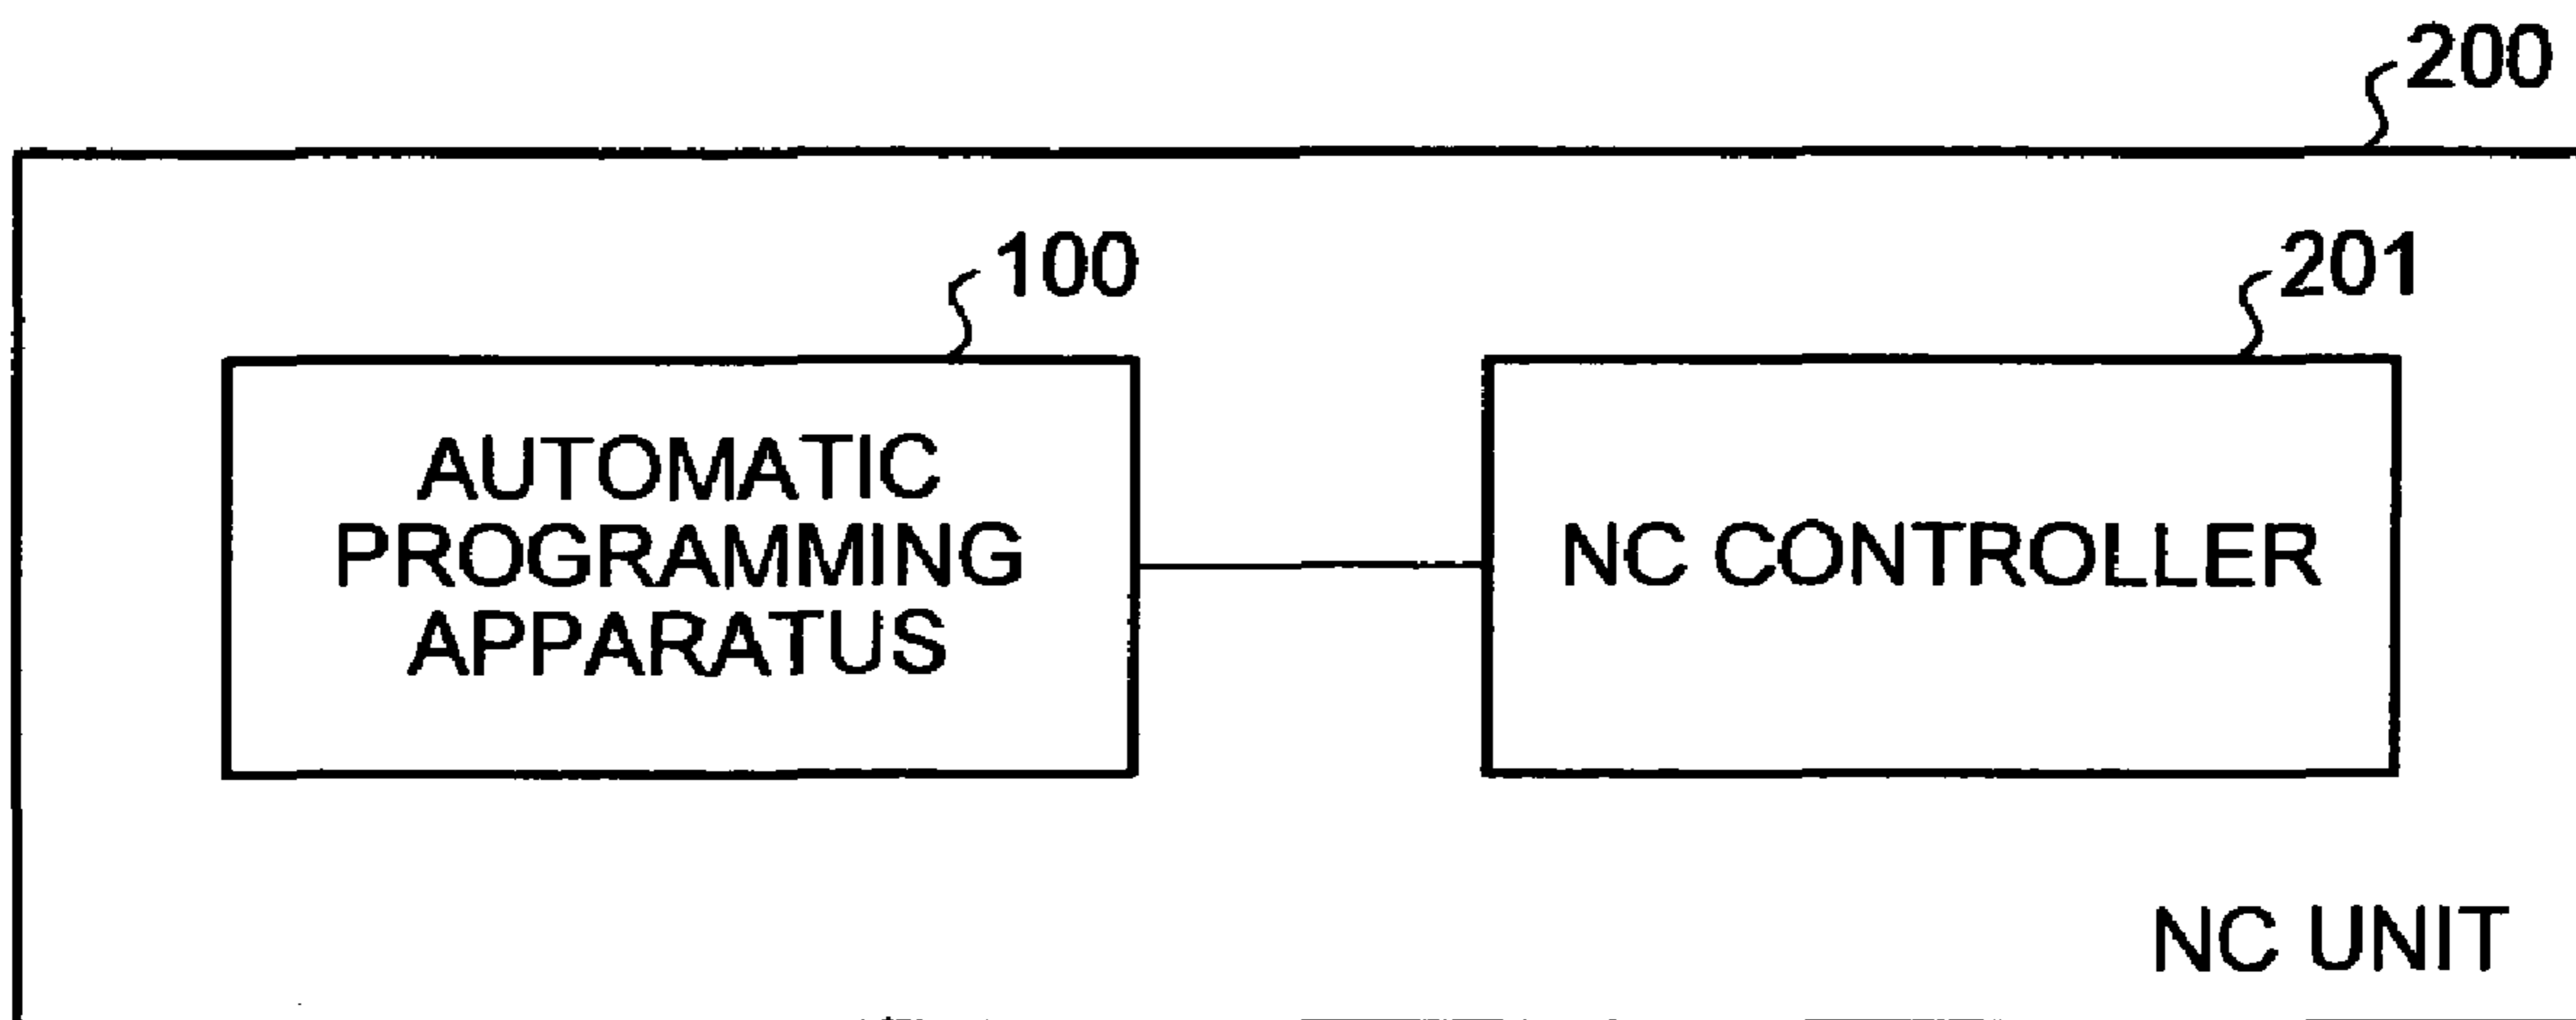 200
100
201
AUTOMATIC
PROGRAMMING
APPARATUS
NC CONTROLLER
NC UNIT